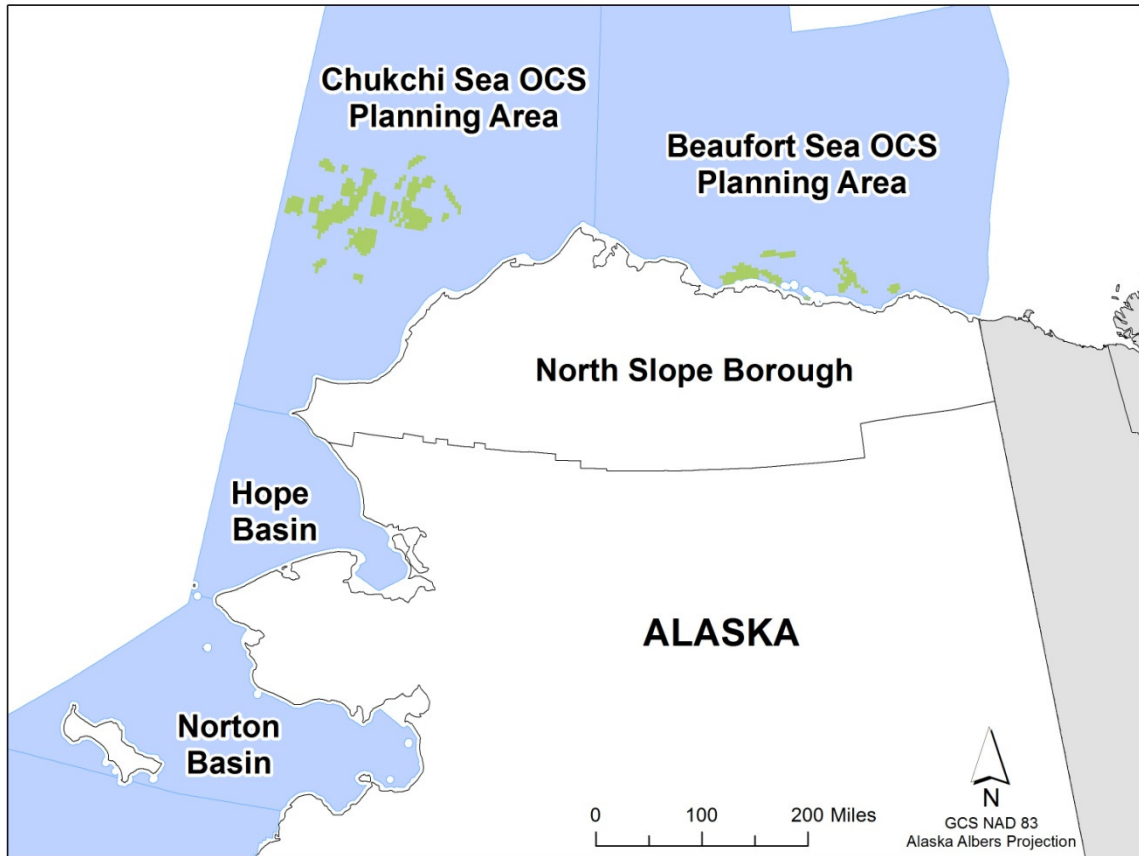 Chukchi Sea OCS
Planning Area
Beaufort Sea OCS
Planning Area
North Slope Borough
Hope
Basin
ALASKA
Norton
Basin
0 100 200 Miles
N
GCS NAD 83
Alaska Albers Projection